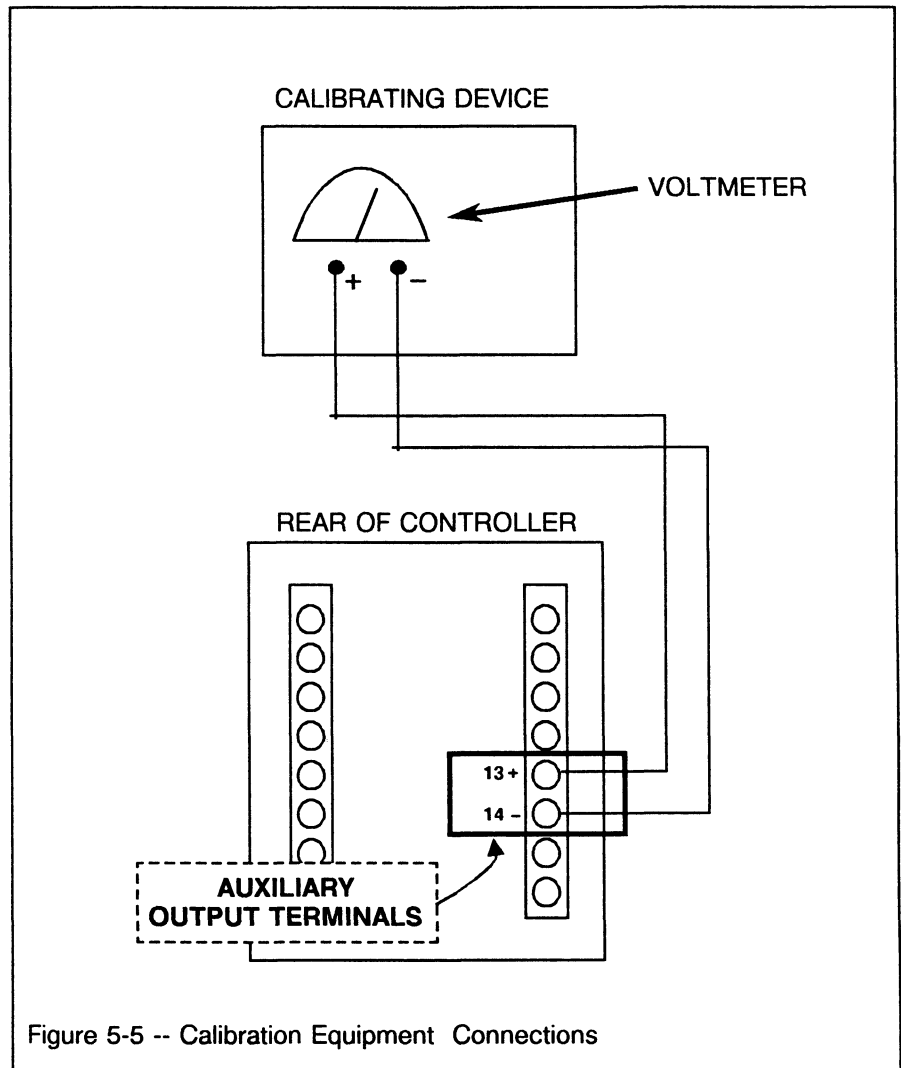 CALIBRATING DEVICE
VOLTMETER
+ −
REAR OF CONTROLLER
13 +
14 −
AUXILIARY
OUTPUT TERMINALS
Figure 5-5 -- Calibration Equipment Connections